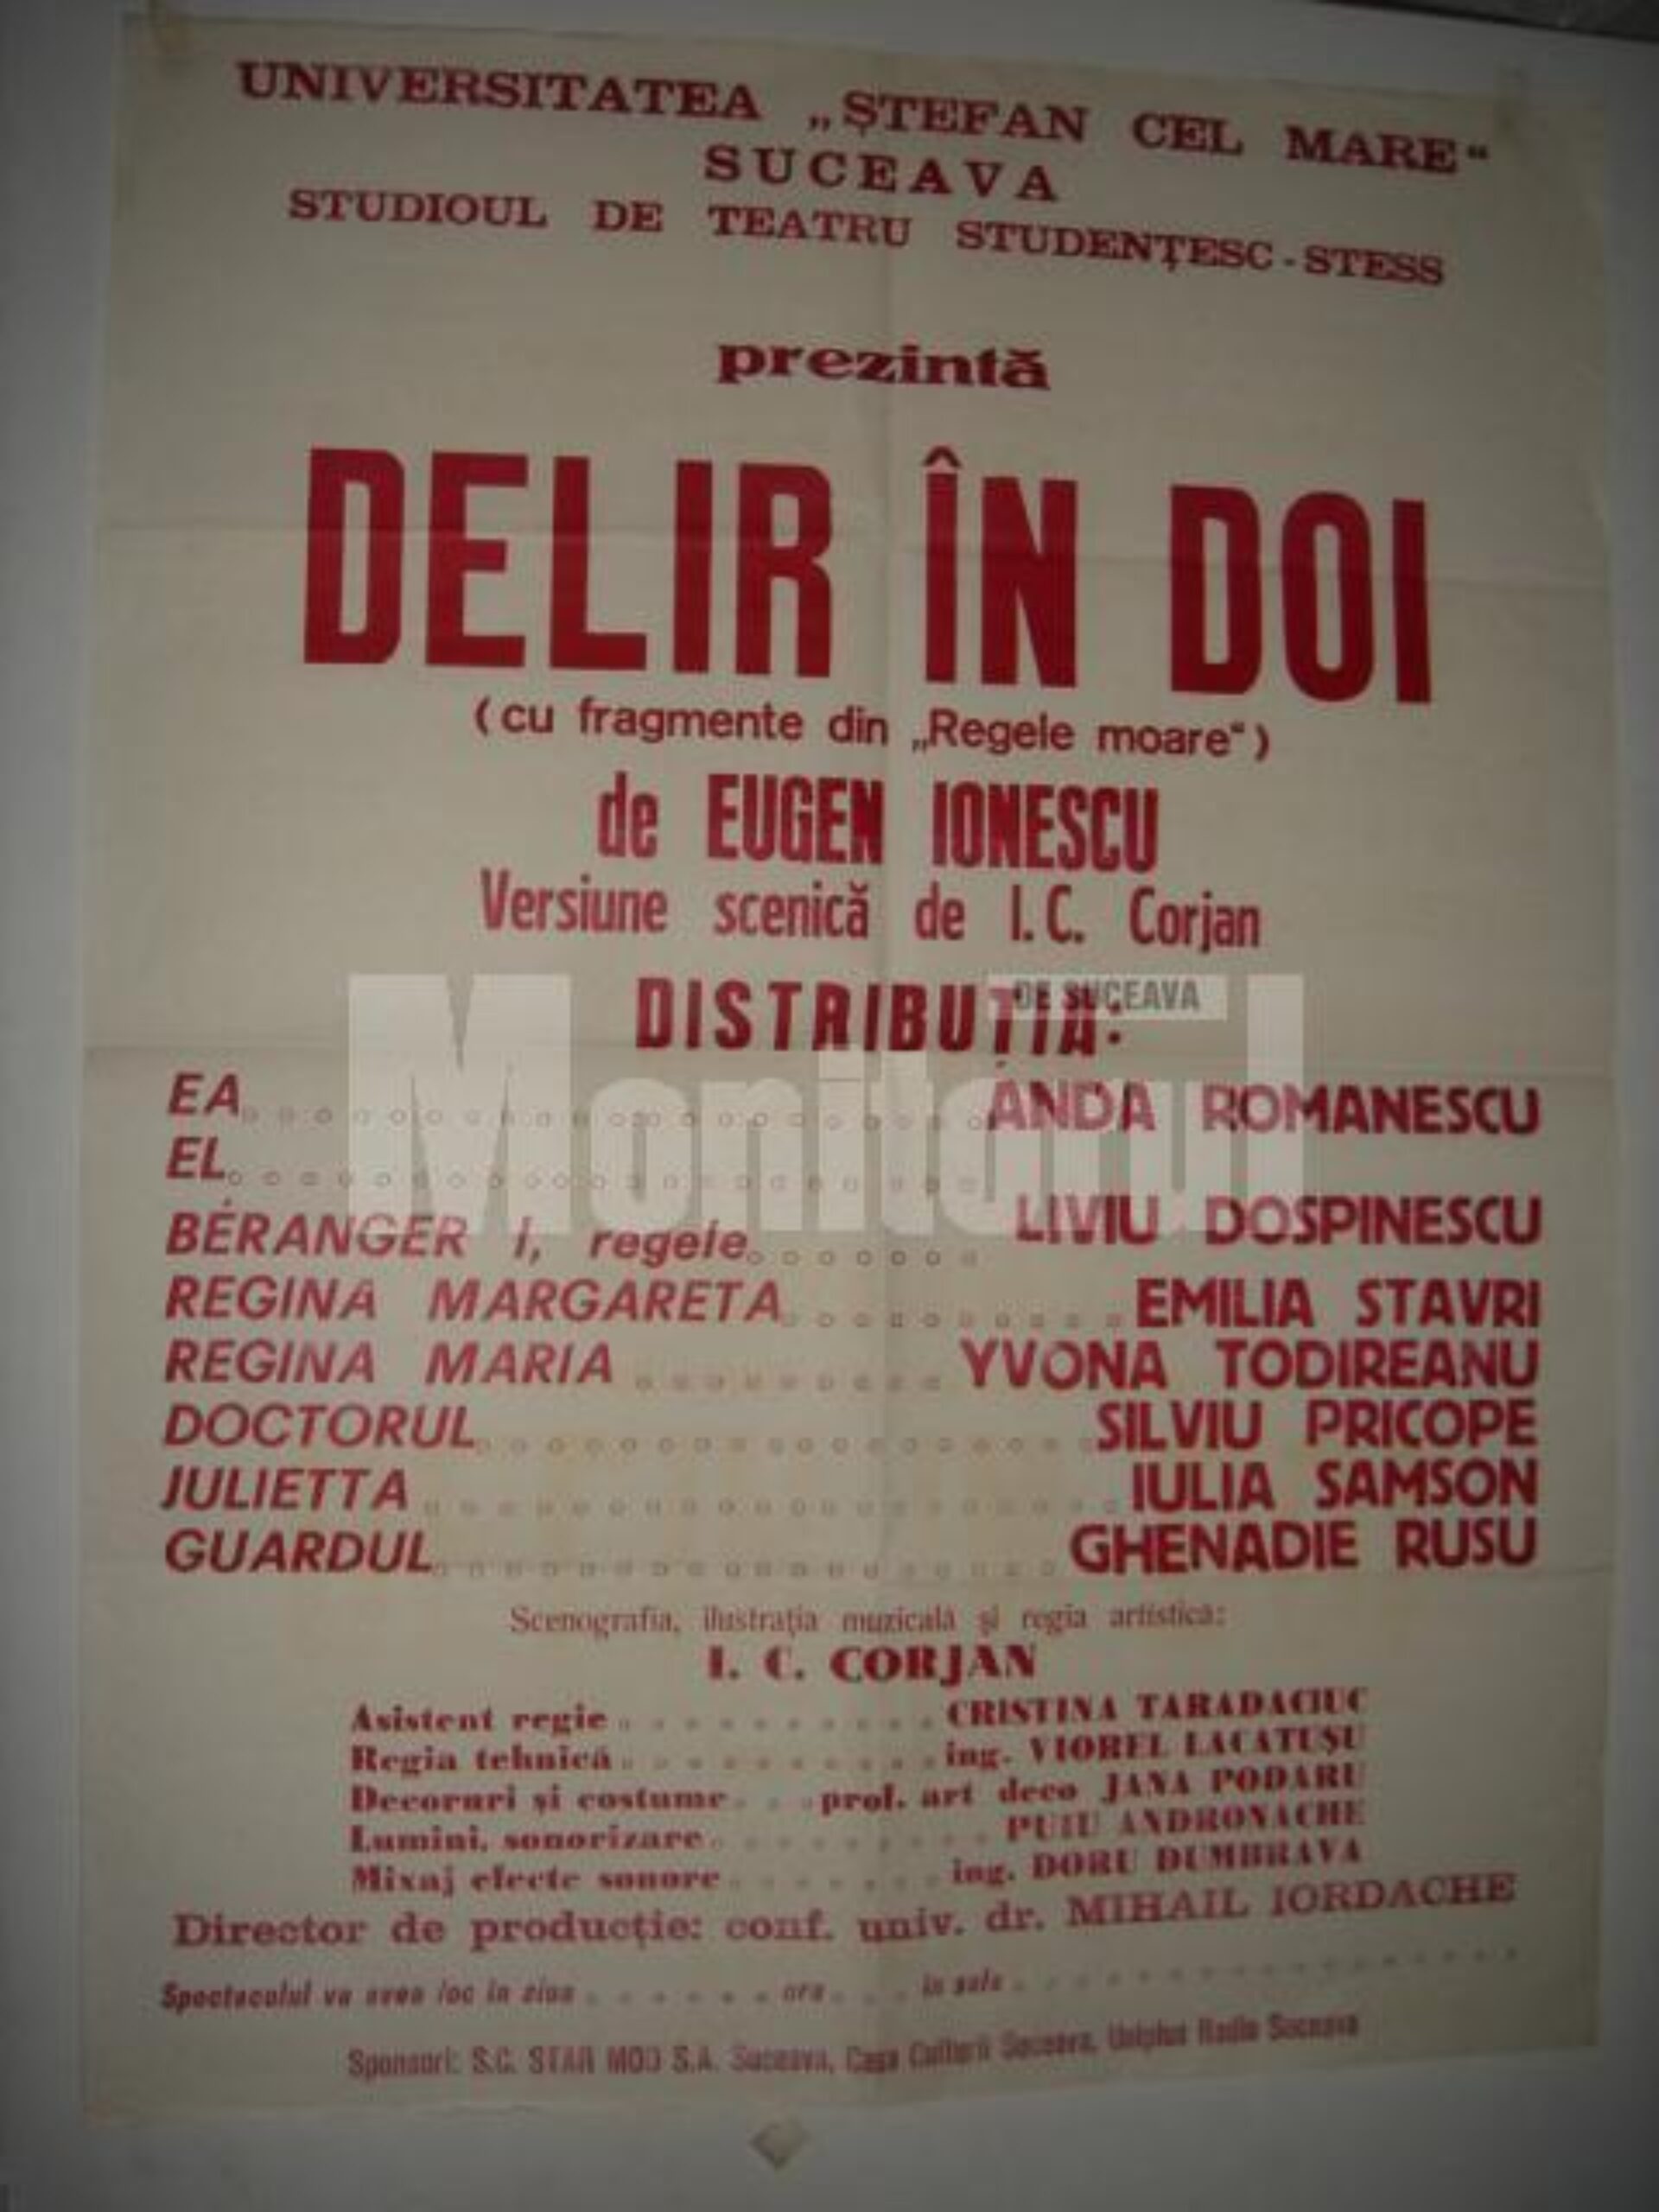 UNIVERSITATEA „ȘTEFAN CEL MARE“
SUCEAVA
STUDIOUL DE TEATRU STUDENȚESC-STESS
prezintă
DELIR ÎN DOI
(cu fragmente din „Regele moare“)
de EUGEN IONESCU
Versiune scenică de I.C. Corjan
DISTRIBUȚIA:
Monitorul DE SUCEAVA
EA ANDA ROMANESCU
EL
BÉRANGER I, regele LIVIU DOSPINESCU
REGINA MARGARETA EMILIA STAVRI
REGINA MARIA YVONA TODIREANU
DOCTORUL SILVIU PRICOPE
JULIETTA IULIA SAMSON
GUARDUL GHENADIE RUSU
Scenografia, ilustrația muzicală și regia artistică:
I. C. CORJAN
Asistent regie CRISTINA TARADACIUC
Regia tehnică ing. VIOREL LACATUȘU
Decoruri și costume prof. art deco JANA PODARU
Lumini, sonorizare PUIU ANDRONACHE
Mixaj efecte sonore ing. DORU DUMBRAVA
Director de producție: conf. univ. dr. MIHAIL IORDACHE
Spectacolul va avea loc în ziua ora în sala
Sponsori: S.C. STAR MOD S.A. Suceava, Casa Culturii Suceava, Uniplus Radio Suceava